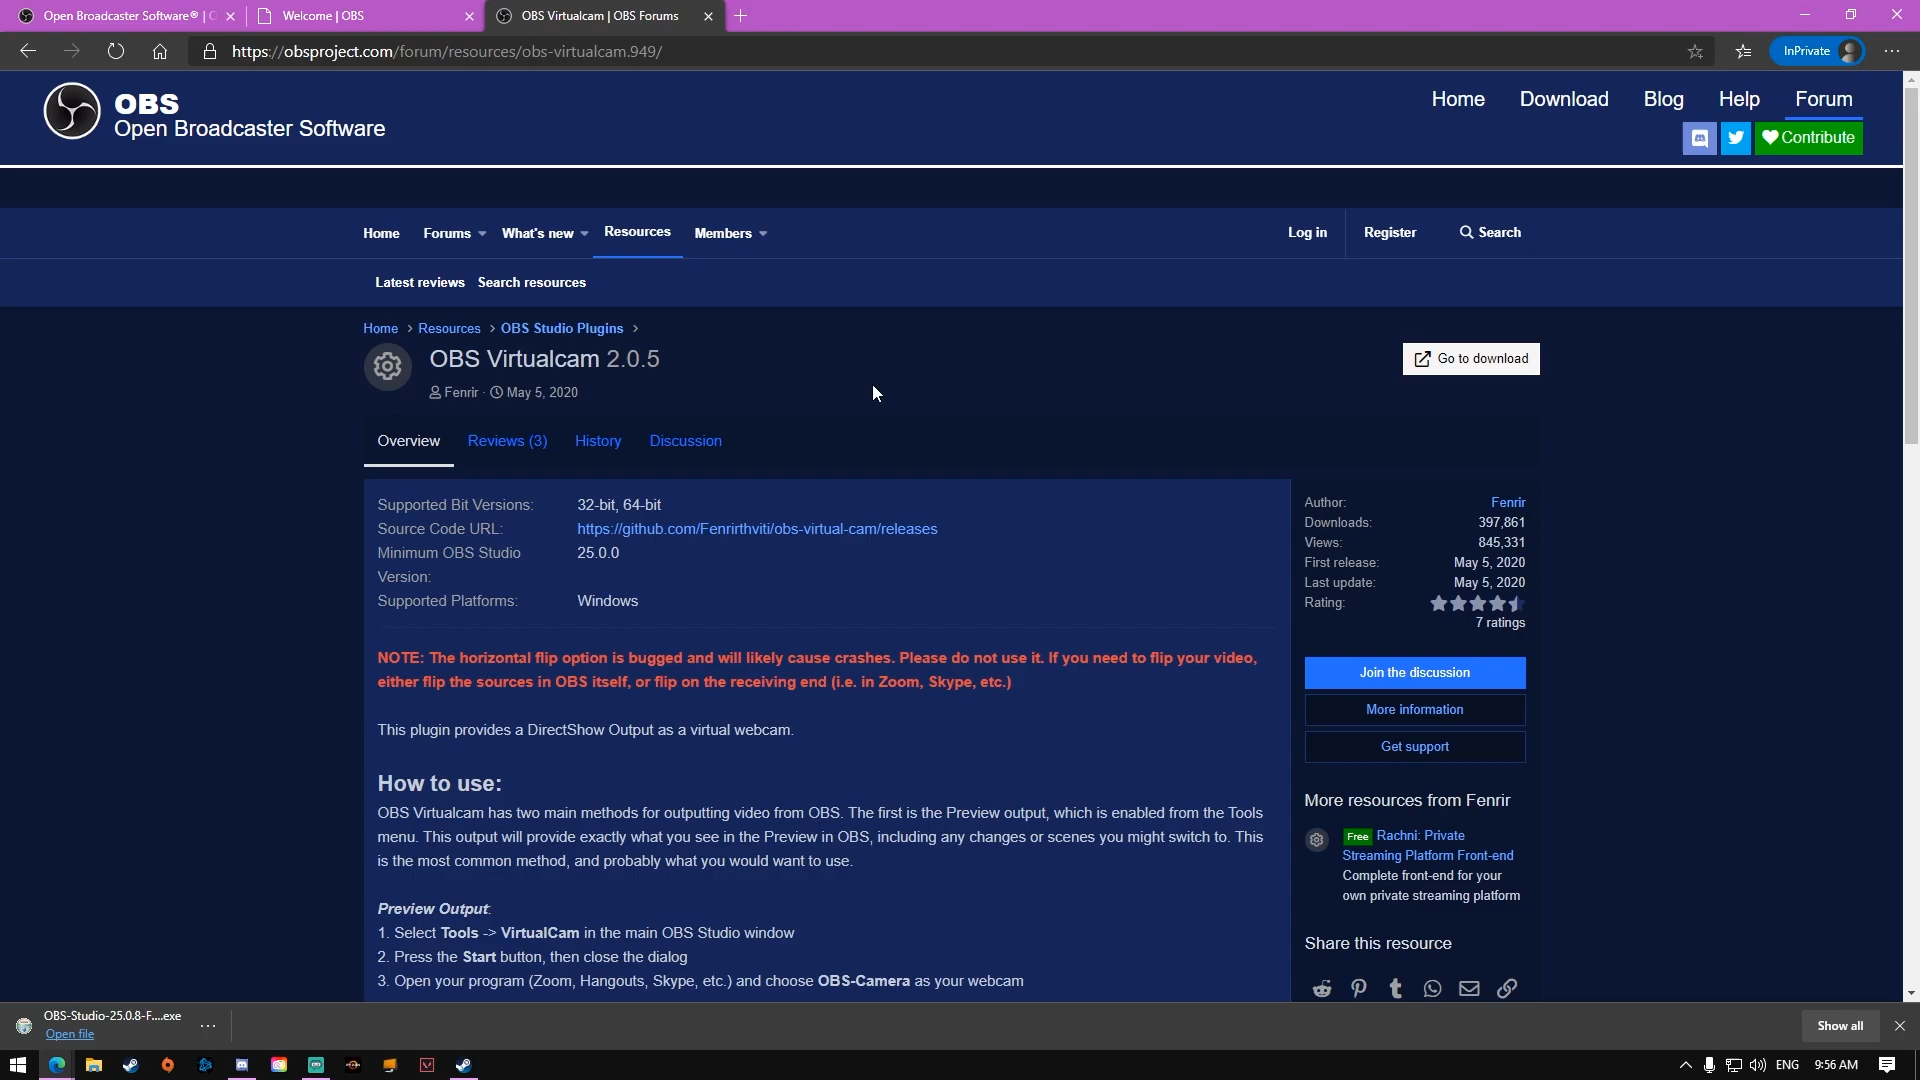 Open Broadcaster Software® | O
Welcome | OBS
OBS Virtualcam | OBS Forums
https://obsproject.com/forum/resources/obs-virtualcam.949/
InPrivate
OBS
Open Broadcaster Software
Home Download Blog Help Forum
Contribute
Home Forums What's new Resources Members
Log in Register Search
Latest reviews Search resources
Home > Resources > OBS Studio Plugins >
OBS Virtualcam 2.0.5
Go to download
Fenrir · May 5, 2020
Overview Reviews (3) History Discussion
Supported Bit Versions: 32-bit, 64-bit
Source Code URL: https://github.com/Fenrirthviti/obs-virtual-cam/releases
Minimum OBS Studio 25.0.0
Version:
Supported Platforms: Windows
NOTE: The horizontal flip option is bugged and will likely cause crashes. Please do not use it. If you need to flip your video,
either flip the sources in OBS itself, or flip on the receiving end (i.e. in Zoom, Skype, etc.)
This plugin provides a DirectShow Output as a virtual webcam.
How to use:
OBS Virtualcam has two main methods for outputting video from OBS. The first is the Preview output, which is enabled from the Tools
menu. This output will provide exactly what you see in the Preview in OBS, including any changes or scenes you might switch to. This
is the most common method, and probably what you would want to use.
Preview Output:
1. Select Tools -> VirtualCam in the main OBS Studio window
2. Press the Start button, then close the dialog
3. Open your program (Zoom, Hangouts, Skype, etc.) and choose OBS-Camera as your webcam
Author: Fenrir
Downloads: 397,861
Views: 845,331
First release: May 5, 2020
Last update: May 5, 2020
Rating:
7 ratings
Join the discussion
More information
Get support
More resources from Fenrir
Free Rachni: Private
Streaming Platform Front-end
Complete front-end for your
own private streaming platform
Share this resource
OBS-Studio-25.0.8-F....exe
Open file
Show all
ENG 9:56 AM